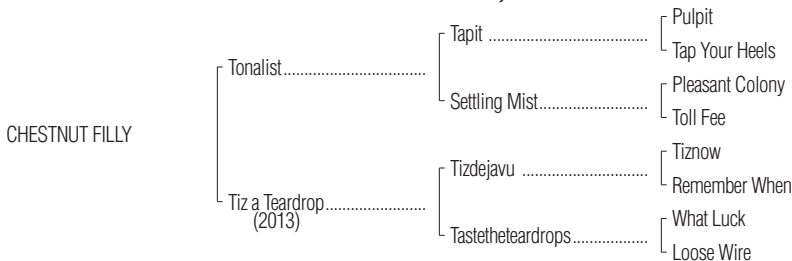 Pulpit
Tapit ........................................
Tap Your Heels
Tonalist...................................
Pleasant Colony
Settling Mist...........................
Toll Fee
CHESTNUT FILLY
Tiznow
Tizdejavu ...............................
Remember When
Tiz a Teardrop.........................
(2013)
What Luck
Tastetheteardrops...................
Loose Wire